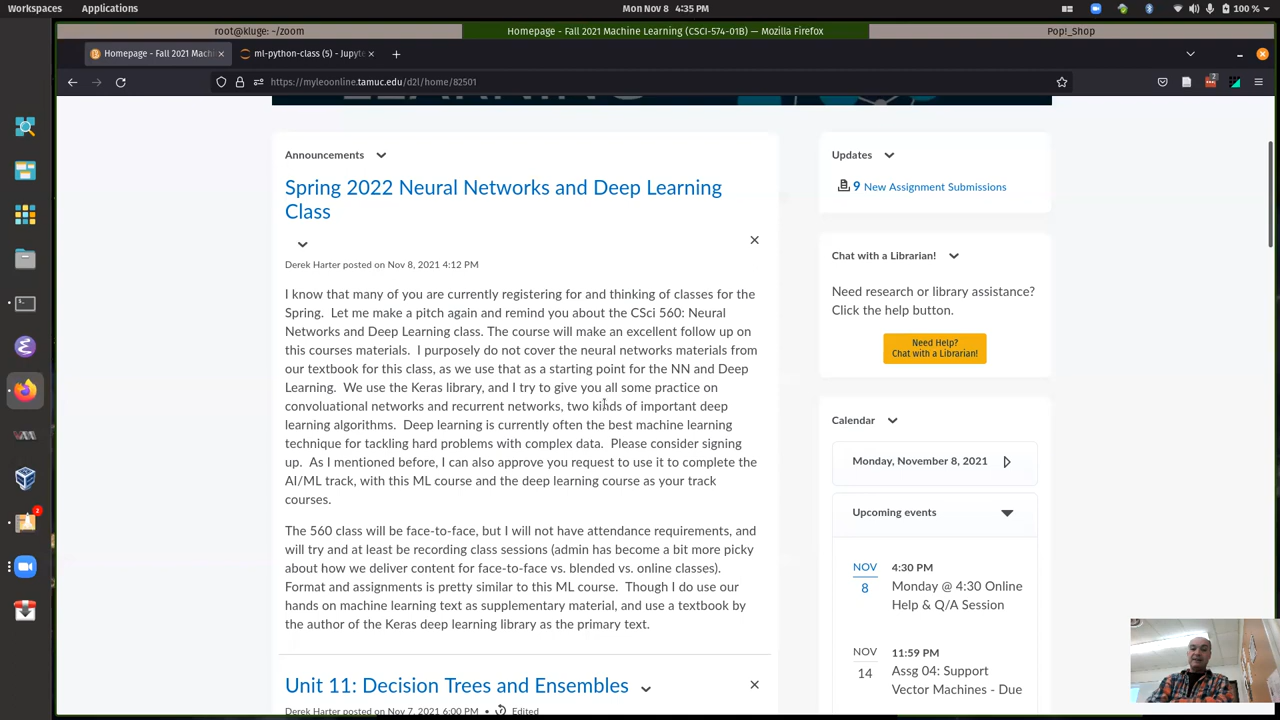 Workspaces Applications Mon Nov 8 4:35 PM 100 %
root@kluge: ~/zoom Homepage - Fall 2021 Machine Learning (CSCI-574-01B) — Mozilla Firefox Pop!_Shop
Homepage - Fall 2021 Machi ml-python-class (5) - Jupyte
https://myleoonline.tamuc.edu/d2l/home/82501
Announcements
Spring 2022 Neural Networks and Deep Learning
Class
Derek Harter posted on Nov 8, 2021 4:12 PM
I know that many of you are currently registering for and thinking of classes for the
Spring. Let me make a pitch again and remind you about the CSci 560: Neural
Networks and Deep Learning class. The course will make an excellent follow up on
this courses materials. I purposely do not cover the neural networks materials from
our textbook for this class, as we use that as a starting point for the NN and Deep
Learning. We use the Keras library, and I try to give you all some practice on
convoluational networks and recurrent networks, two kinds of important deep
learning algorithms. Deep learning is currently often the best machine learning
technique for tackling hard problems with complex data. Please consider signing
up. As I mentioned before, I can also approve you request to use it to complete the
AI/ML track, with this ML course and the deep learning course as your track
courses.
The 560 class will be face-to-face, but I will not have attendance requirements, and
will try and at least be recording class sessions (admin has become a bit more picky
about how we deliver content for face-to-face vs. blended vs. online classes).
Format and assignments is pretty similar to this ML course. Though I do use our
hands on machine learning text as supplementary material, and use a textbook by
the author of the Keras deep learning library as the primary text.
Unit 11: Decision Trees and Ensembles
Derek Harter posted on Nov 7, 2021 6:00 PM • Edited
Updates
9 New Assignment Submissions
Chat with a Librarian!
Need research or library assistance?
Click the help button.
Need Help?
Chat with a Librarian!
Calendar
Monday, November 8, 2021
Upcoming events
NOV 4:30 PM
8 Monday @ 4:30 Online
Help & Q/A Session
NOV 11:59 PM
14 Assg 04: Support
Vector Machines - Due